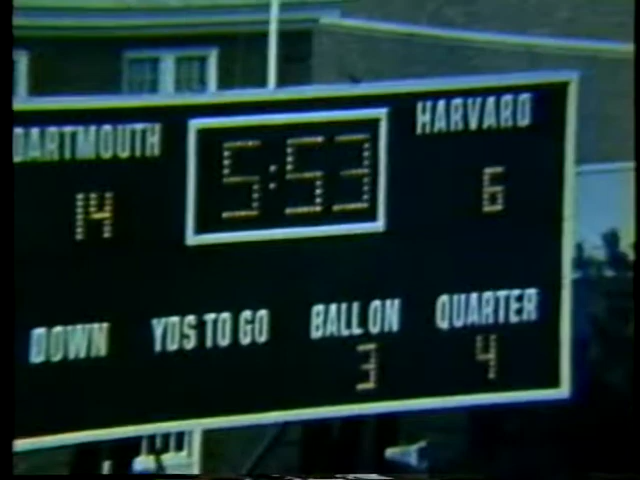 DARTMOUTH 5:53 HARVARD
14 6
DOWN YDS TO GO BALL ON QUARTER
3 4